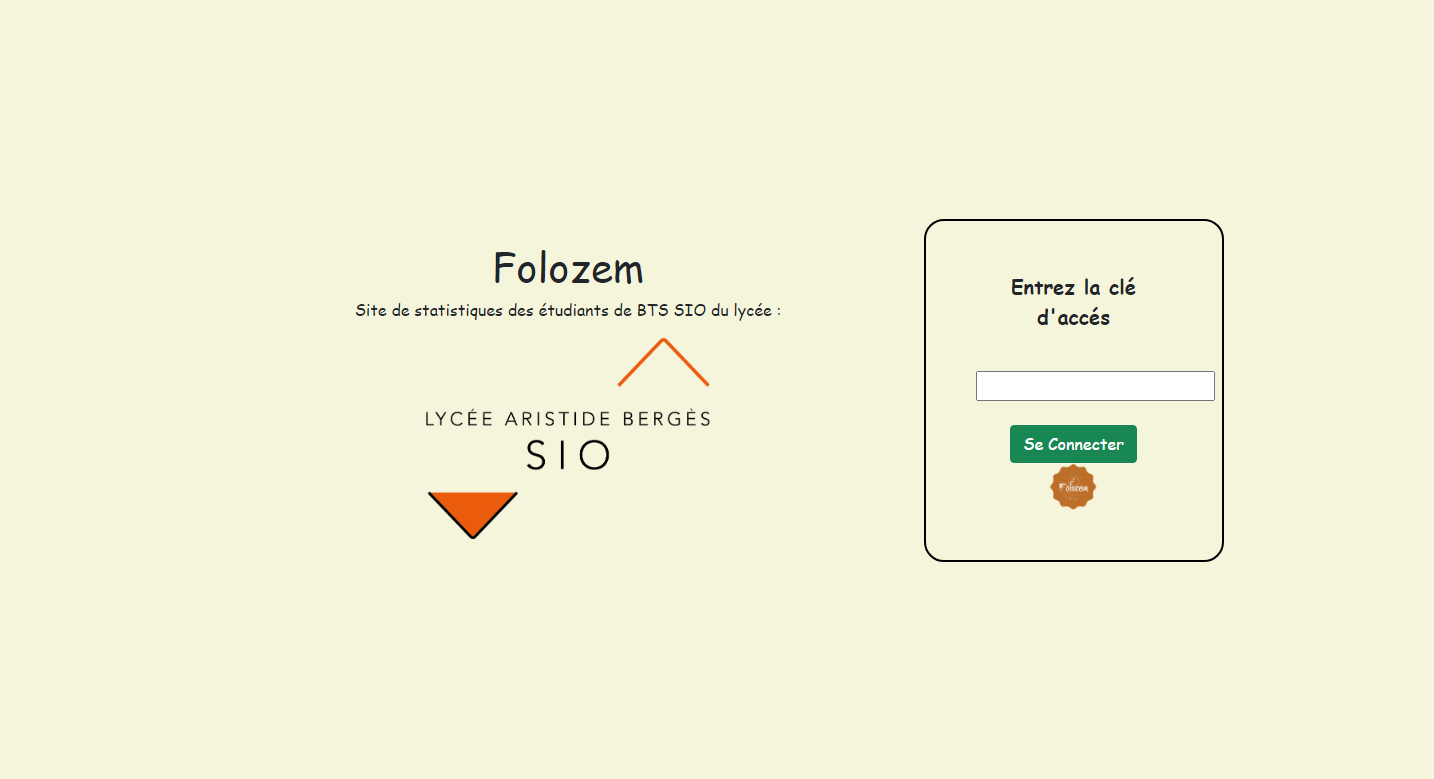 Folozem
Site de statistiques des étudiants de BTS SIO du lycée :
LYCÉE ARISTIDE BERGÈS
SIO
Entrez la clé
d'accés
Se Connecter
Folozem